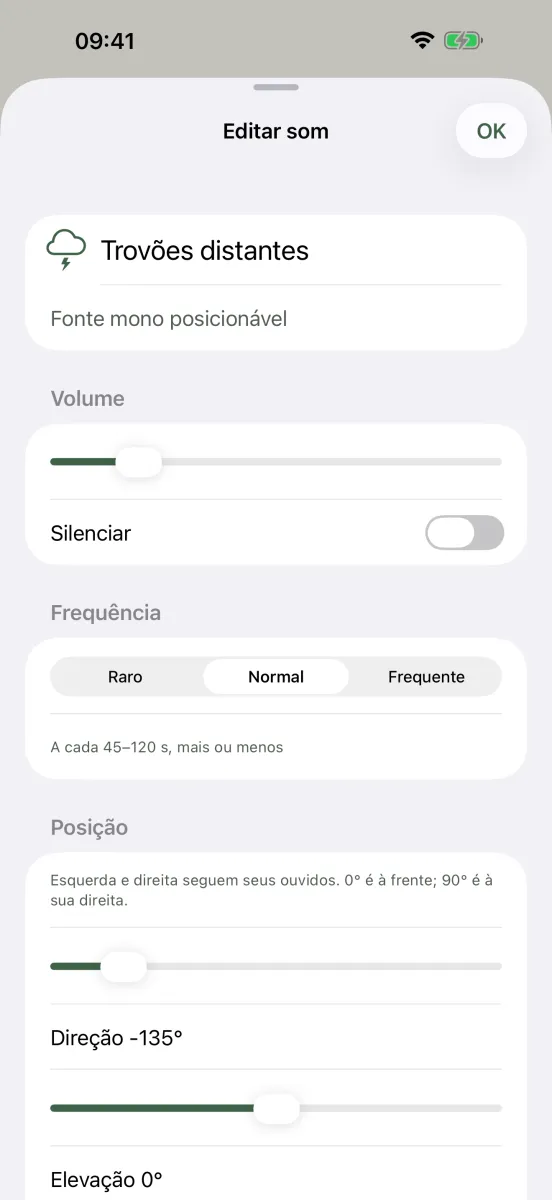 09:41
Editar som
OK
Trovões distantes
Fonte mono posicionável
Volume
Silenciar
Frequência
Raro
Normal
Frequente
A cada 45–120 s, mais ou menos
Posição
Esquerda e direita seguem seus ouvidos. 0° é à frente; 90° é à
sua direita.
Direção -135°
Elevação 0°